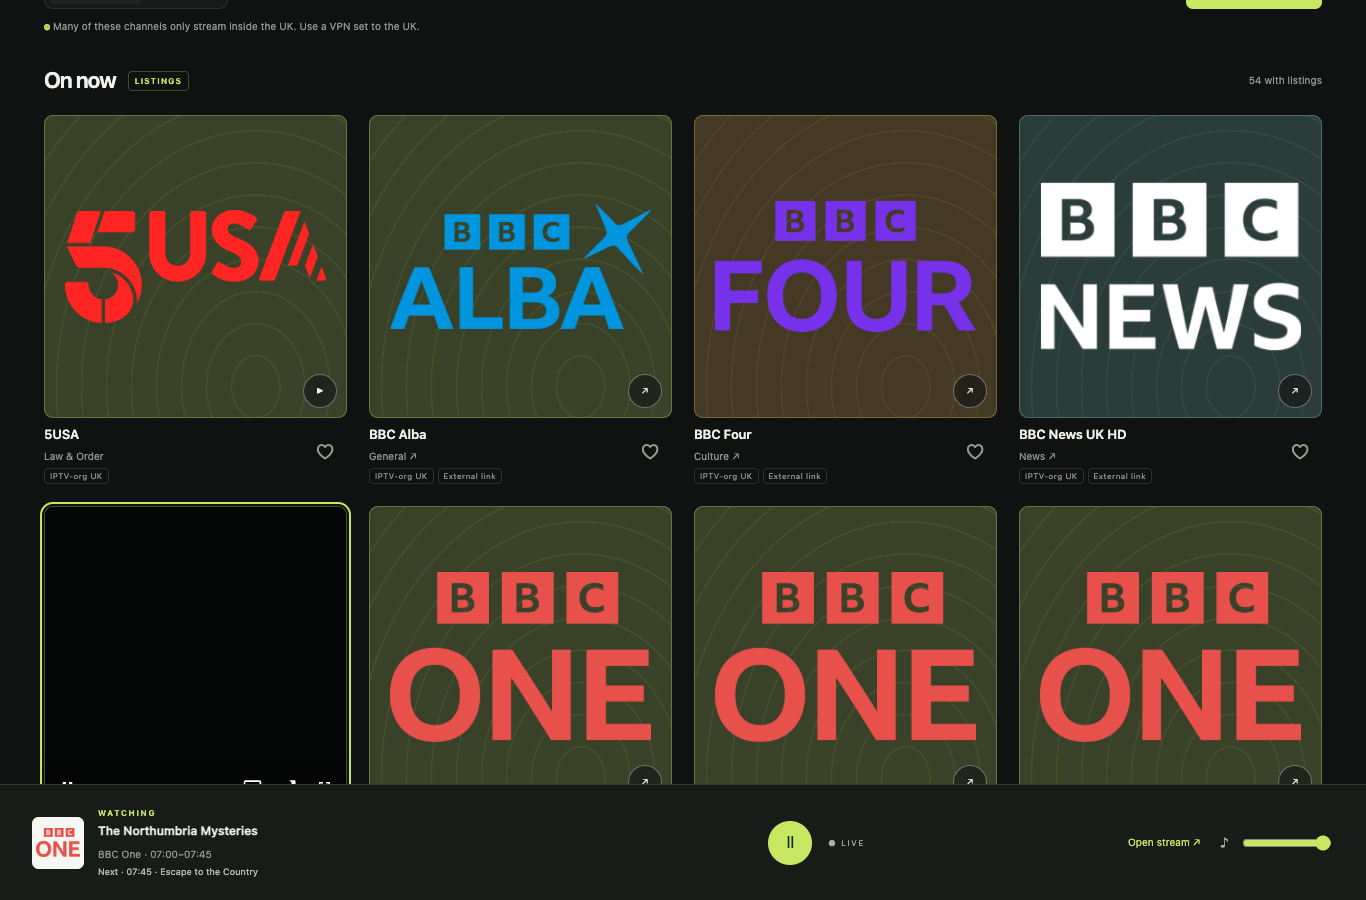 Many of these channels only stream inside the UK. Use a VPN set to the UK.
On now
LISTINGS
54 with listings
5USA
BBC
ALBA
BBC
FOUR
BBC
NEWS
5USA
Law & Order
IPTV-org UK
BBC Alba
General ↗
IPTV-org UK
External link
BBC Four
Culture ↗
IPTV-org UK
External link
BBC News UK HD
News ↗
IPTV-org UK
External link
BBC
ONE
BBC
ONE
BBC
ONE
BBC
ONE
WATCHING
The Northumbria Mysteries
BBC One · 07:00–07:45
Next · 07:45 · Escape to the Country
LIVE
Open stream ↗